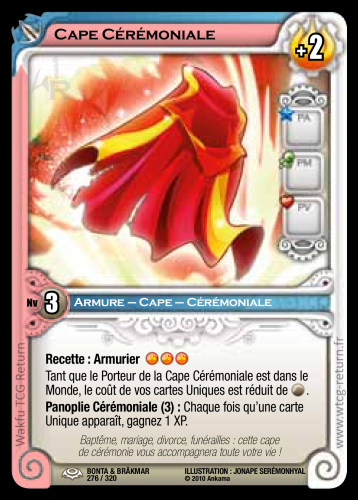 Cape Cérémoniale
+2
PA
PM
PV
Nv 3 Armure – Cape – Cérémoniale
Recette : Armurier
Tant que le Porteur de la Cape Cérémoniale est dans le
Monde, le coût de vos cartes Uniques est réduit de
Panoplie Cérémoniale (3) : Chaque fois qu'une carte
Unique apparaît, gagnez 1 XP.
Baptême, mariage, divorce, funérailles : cette cape
de cérémonie vous accompagnera toute votre vie !
BONTA & BRÂKMAR
276 / 320
ILLUSTRATION : JONAPE SERÉMONHYAL
© 2010 Ankama
Wakfu TCG Return
www.wtcg-return.fr